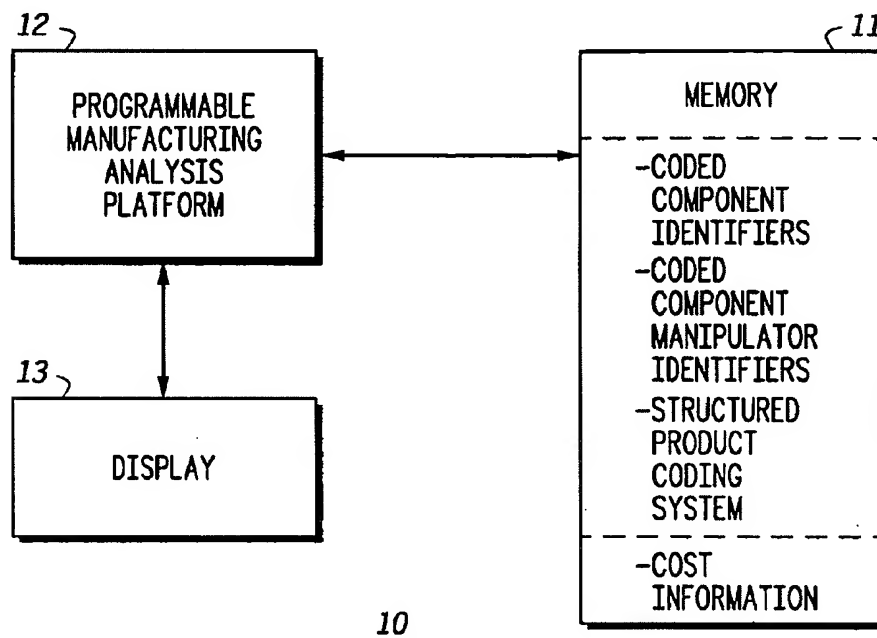 12
PROGRAMMABLE
MANUFACTURING
ANALYSIS
PLATFORM
13
DISPLAY
11
MEMORY
-CODED
COMPONENT
IDENTIFIERS
-CODED
COMPONENT
MANIPULATOR
IDENTIFIERS
-STRUCTURED
PRODUCT
CODING
SYSTEM
-COST
INFORMATION
10